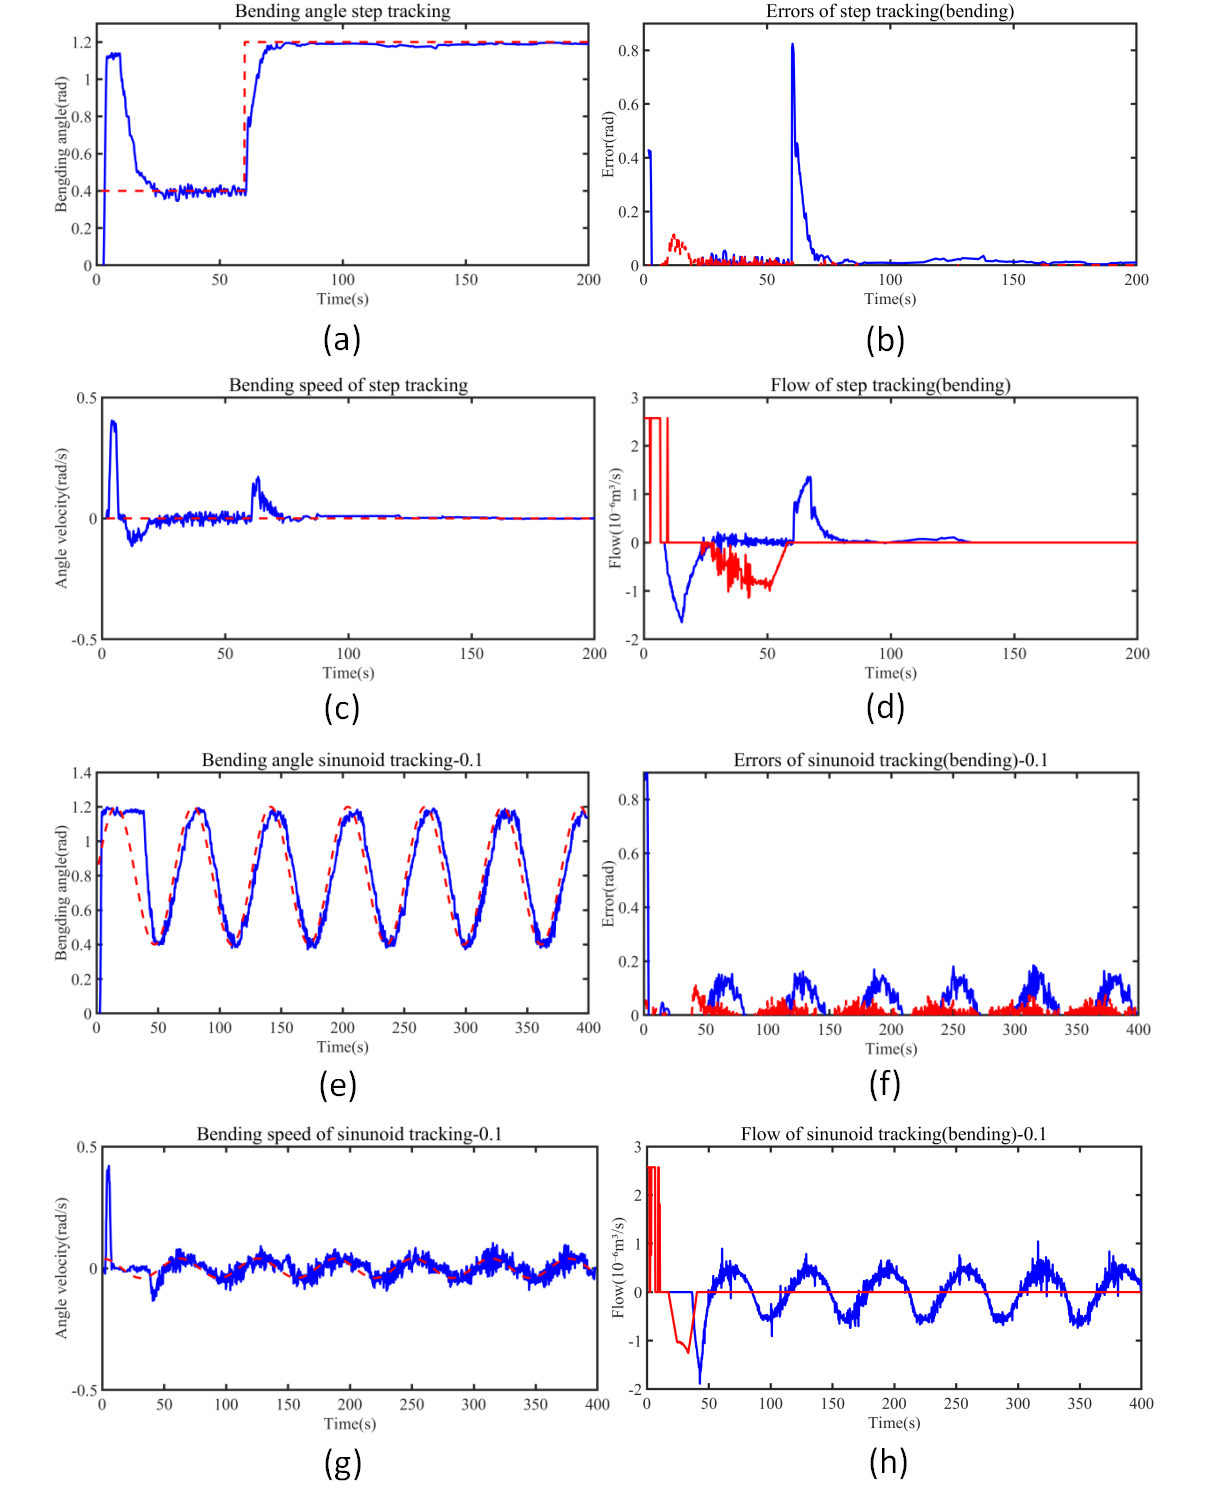 Bending angle step tracking
Bengding angle(rad)
1.2
1
0.8
0.6
0.4
0.2
0
0 50 100 150 200
Time(s)
(a)
Errors of step tracking(bending)
Error(rad)
0.8
0.6
0.4
0.2
0
0 50 100 150 200
Time(s)
(b)
Bending speed of step tracking
Angle velocity(rad/s)
0.5
0
-0.5
0 50 100 150 200
Time(s)
(c)
Flow of step tracking(bending)
Flow(10⁻⁶m³/s)
3
2
1
0
-1
-2
0 50 100 150 200
Time(s)
(d)
Bending angle sinunoid tracking-0.1
Bengding angle(rad)
1.4
1.2
1
0.8
0.6
0.4
0.2
0
0 50 100 150 200 250 300 350 400
Time(s)
(e)
Errors of sinunoid tracking(bending)-0.1
Error(rad)
0.8
0.6
0.4
0.2
0
0 50 100 150 200 250 300 350 400
Time(s)
(f)
Bending speed of sinunoid tracking-0.1
Angle velocity(rad/s)
0.5
0
-0.5
0 50 100 150 200 250 300 350 400
Time(s)
(g)
Flow of sinunoid tracking(bending)-0.1
Flow(10⁻⁶m³/s)
3
2
1
0
-1
-2
0 50 100 150 200 250 300 350 400
Time(s)
(h)